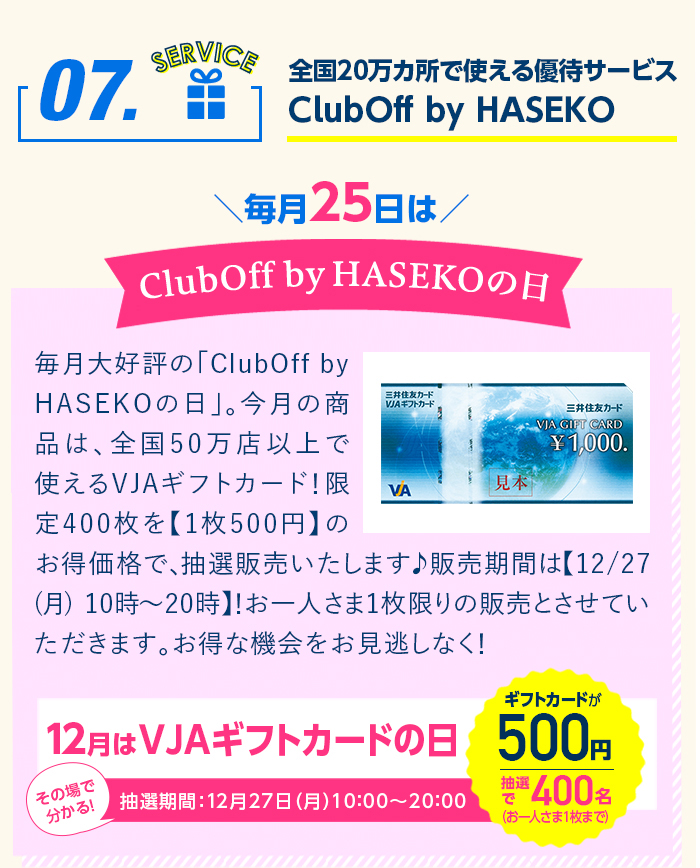 07.
SERVICE
全国20万カ所で使える優待サービス
ClubOff by HASEKO
＼毎月25日は／
ClubOff by HASEKOの日
毎月大好評の「ClubOff by
HASEKOの日」。今月の商
品は、全国50万店以上で
使えるVJAギフトカード！限
定400枚を【1枚500円】の
お得価格で、抽選販売いたします♪販売期間は【12/27
(月) 10時〜20時】！お一人さま1枚限りの販売とさせてい
ただきます。お得な機会をお見逃しなく！
三井住友カード
VJAギフトカード
三井住友カード
VJA GIFT CARD
￥1,000.
見本
VJA
12月はVJAギフトカードの日
その場で
分かる！
抽選期間：12月27日(月)10:00〜20:00
ギフトカードが
500円
抽選で400名
(お一人さま1枚まで)